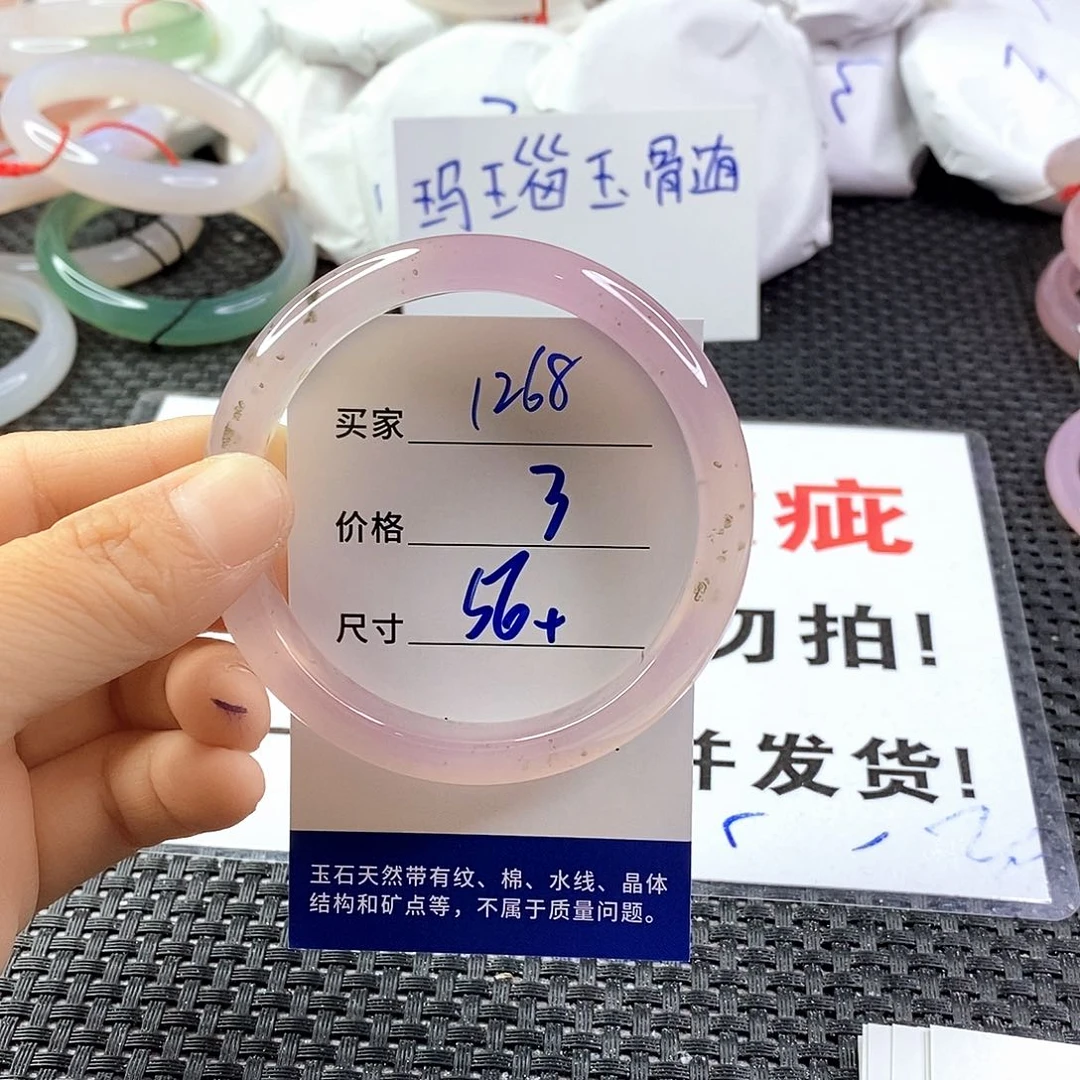 玛瑙玉骨髓
买家 1268
价格 3
尺寸 56+
疵
勿拍!
并发货!
玉石天然带有纹、棉、水线、晶体
结构和矿点等，不属于质量问题。